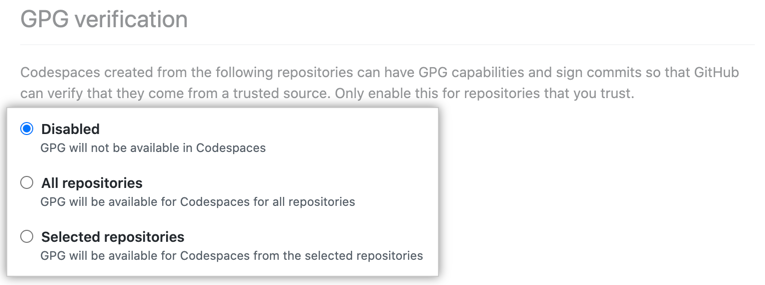 GPG verification
Codespaces created from the following repositories can have GPG capabilities and sign commits so that GitHub
can verify that they come from a trusted source. Only enable this for repositories that you trust.
Disabled
GPG will not be available in Codespaces
All repositories
GPG will be available for Codespaces for all repositories
Selected repositories
GPG will be available for Codespaces from the selected repositories